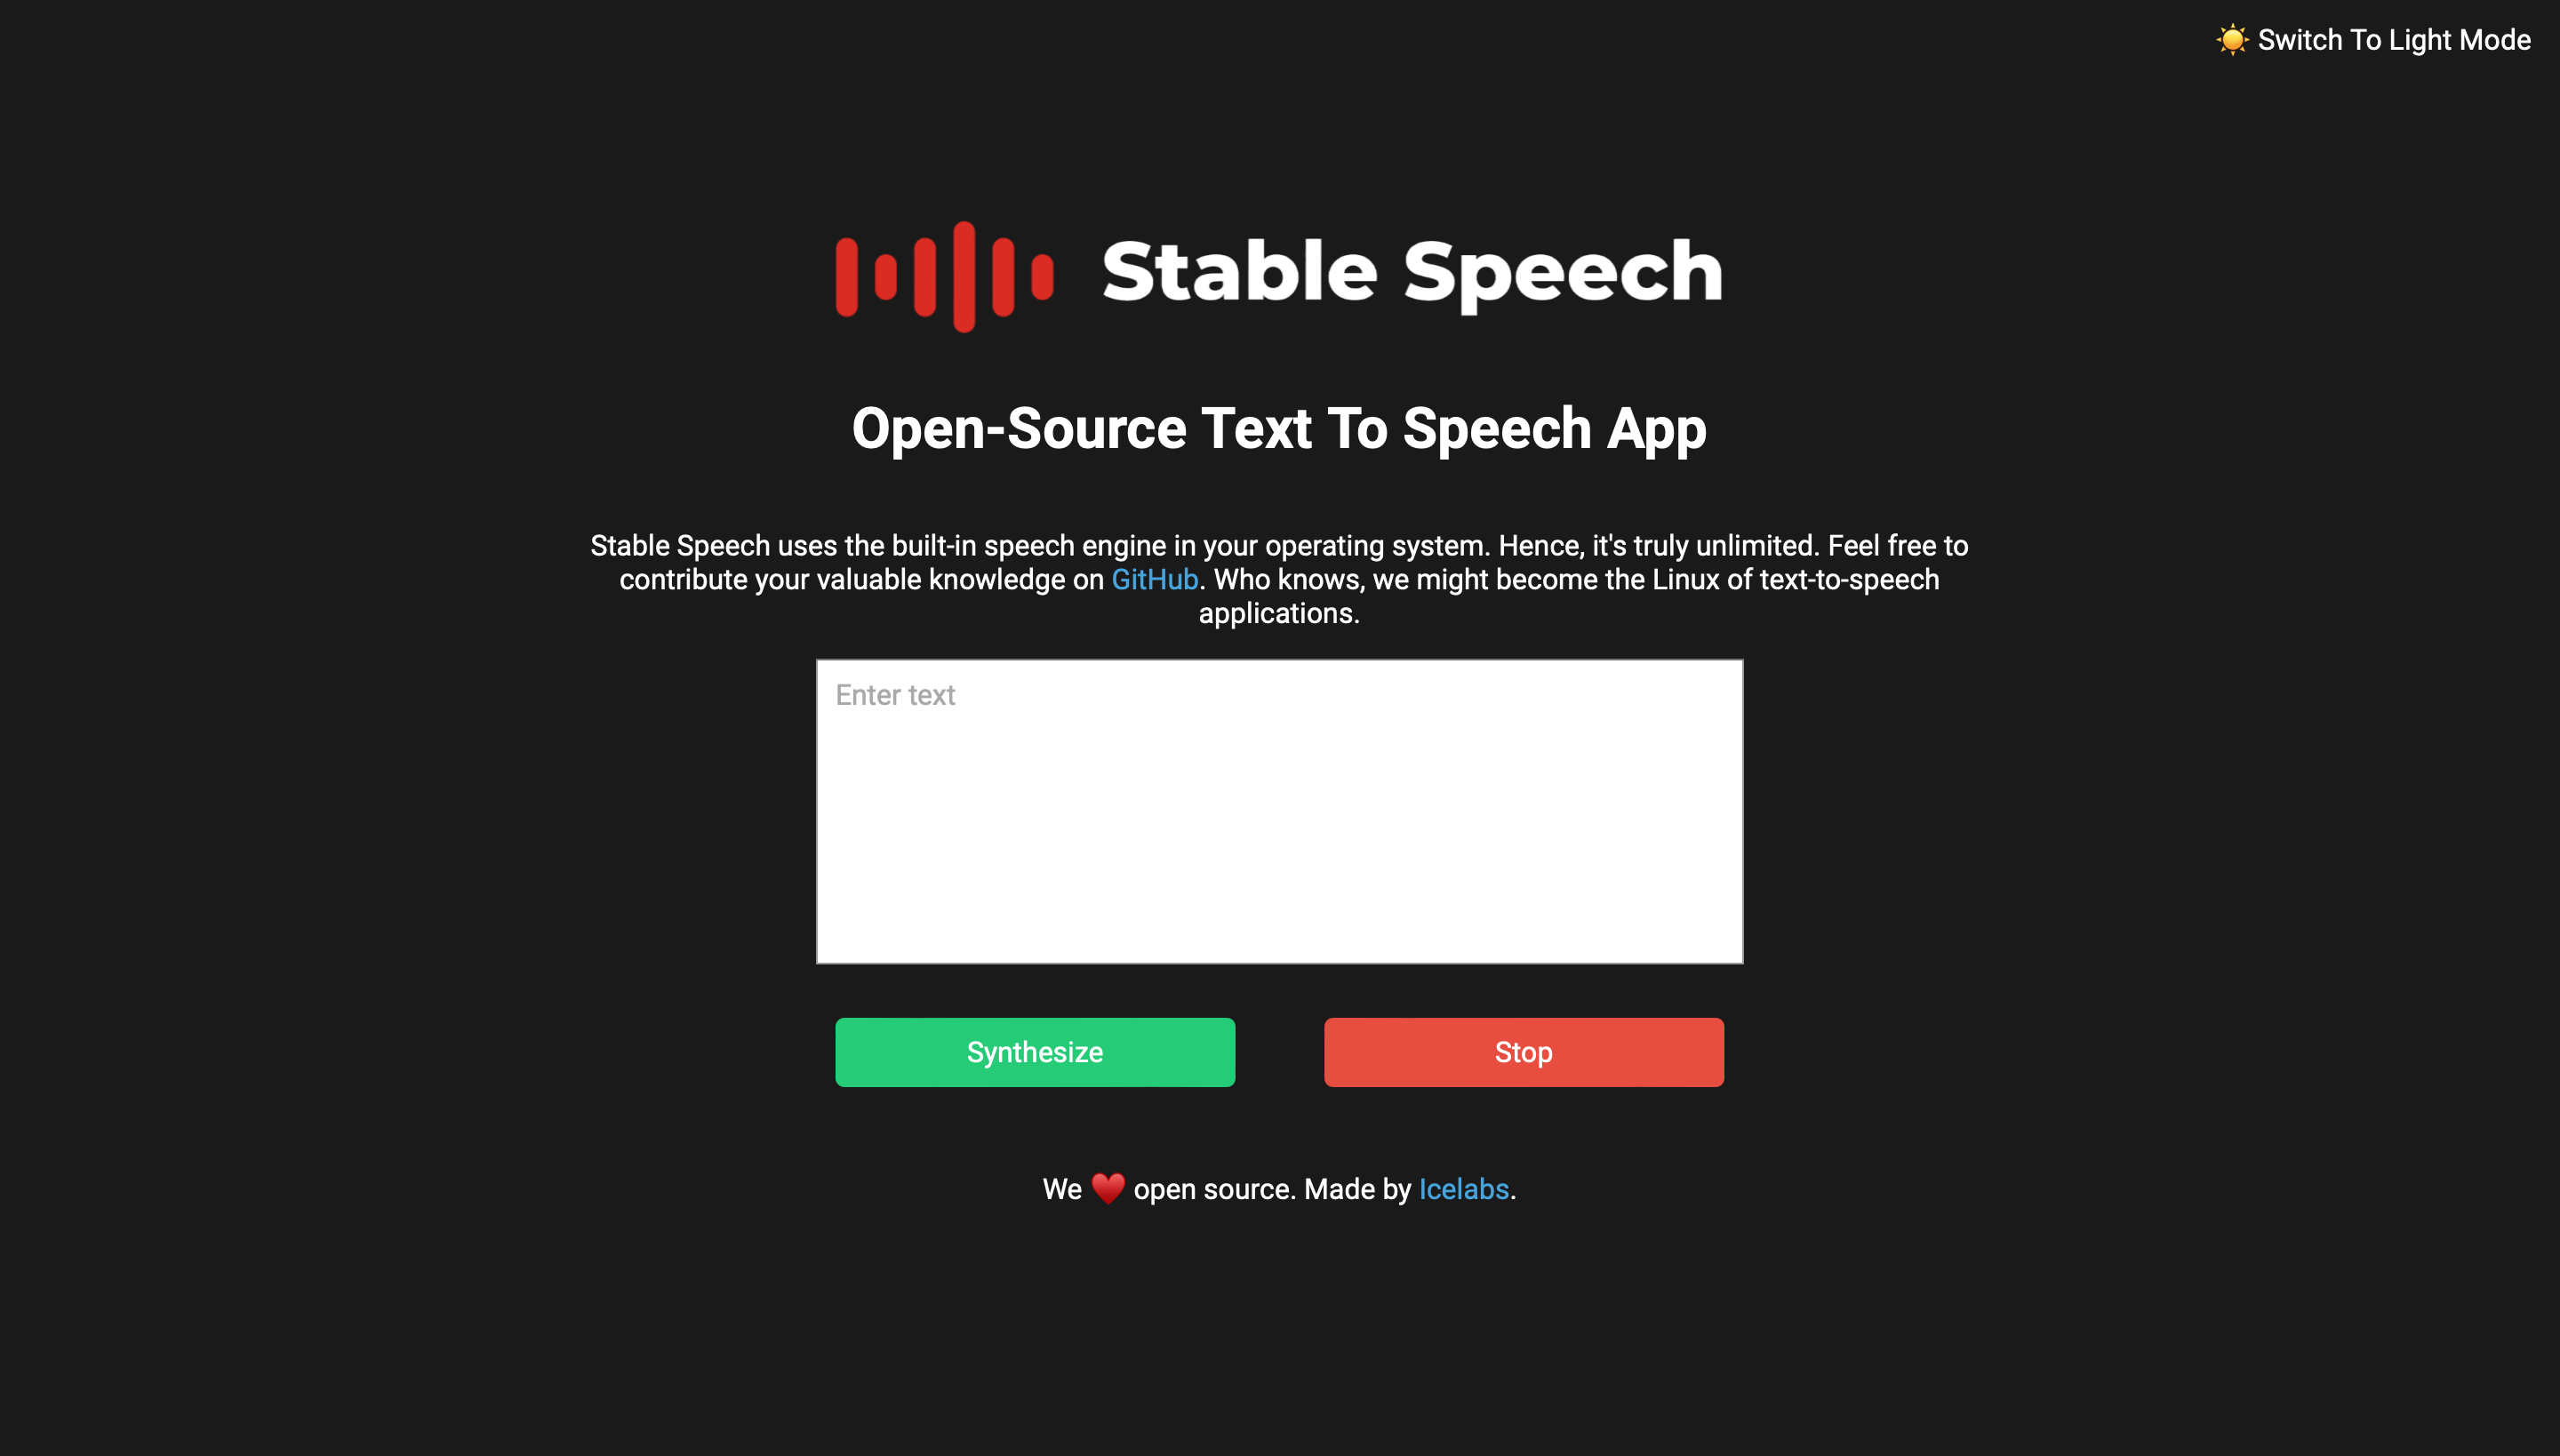 ☀️ Switch To Light Mode
Stable Speech
Open-Source Text To Speech App
Stable Speech uses the built-in speech engine in your operating system. Hence, it's truly unlimited. Feel free to
contribute your valuable knowledge on GitHub. Who knows, we might become the Linux of text-to-speech
applications.
Enter text
Synthesize
Stop
We ❤️ open source. Made by Icelabs.